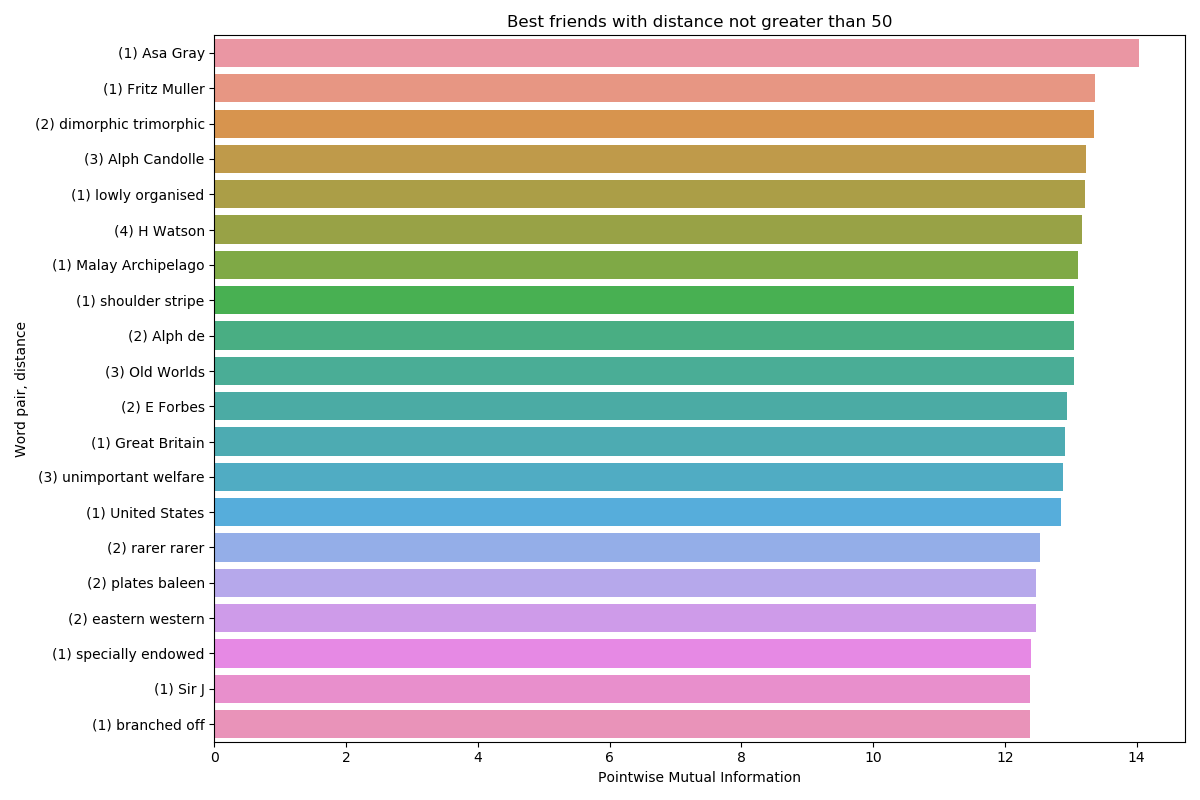 Best friends with distance not greater than 50
(1) Asa Gray
(1) Fritz Muller
(2) dimorphic trimorphic
(3) Alph Candolle
(1) lowly organised
(4) H Watson
(1) Malay Archipelago
(1) shoulder stripe
(2) Alph de
(3) Old Worlds
(2) E Forbes
(1) Great Britain
(3) unimportant welfare
(1) United States
(2) rarer rarer
(2) plates baleen
(2) eastern western
(1) specially endowed
(1) Sir J
(1) branched off
Word pair, distance
0 2 4 6 8 10 12 14
Pointwise Mutual Information